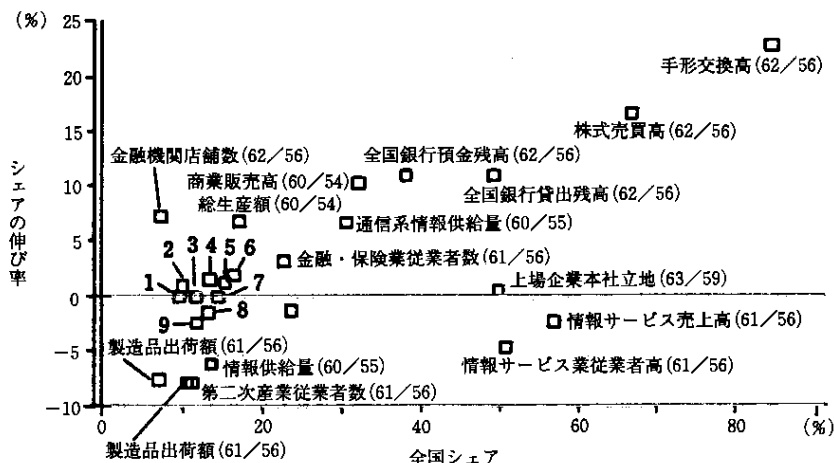 (%)
25
20
15
10
5
0
-5
-10
シェアの伸び率
手形交換高(62/56)
株式売買高(62/56)
金融機関店舗数(62/56)
全国銀行預金残高(62/56)
商業販売高(60/54)
全国銀行貸出残高(62/56)
総生産額(60/54)
通信系情報供給量(60/55)
1 2 3 4 5 6
7
金融・保険業従業者数(61/56)
上場企業本社立地(63/59)
8
9
情報サービス売上高(61/56)
製造品出荷額(61/56)
情報供給量(60/55)
情報サービス業従業者高(61/56)
第二次産業従業者数(61/56)
0 20 40 60 80 (%)
製造品出荷額(61/56)
全国シェア